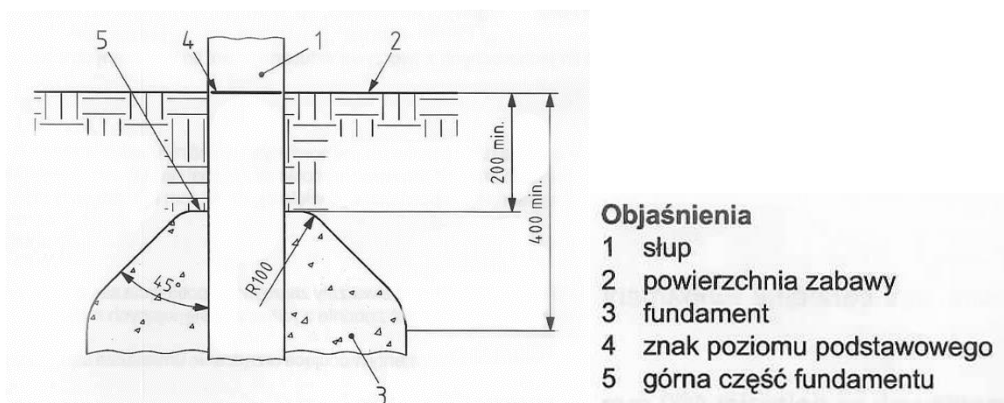 5
4
1
2
200 min.
400 min.
45°
R100
3
Objaśnienia
1 słup
2 powierzchnia zabawy
3 fundament
4 znak poziomu podstawowego
5 górna część fundamentu